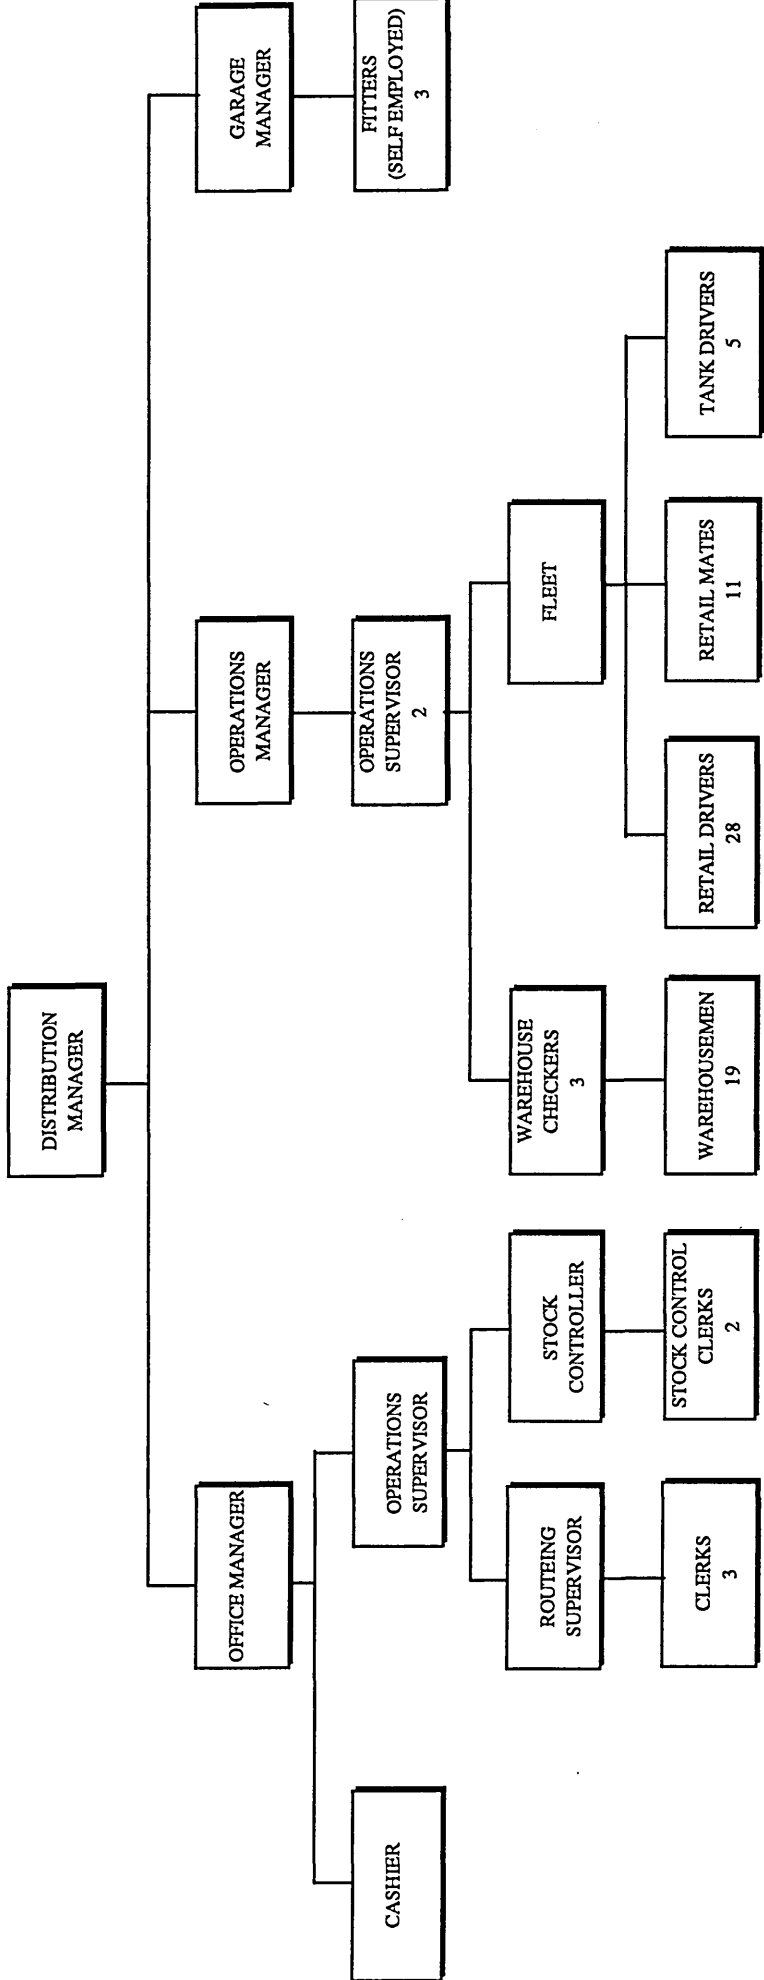 DISTRIBUTION
MANAGER
OFFICE MANAGER
OPERATIONS
MANAGER
GARAGE
MANAGER
CASHIER
OPERATIONS
SUPERVISOR
OPERATIONS
SUPERVISOR
2
FITTERS
(SELF EMPLOYED)
3
ROUTEING
SUPERVISOR
STOCK
CONTROLLER
WAREHOUSE
CHECKERS
3
FLEET
CLERKS
3
STOCK CONTROL
CLERKS
2
WAREHOUSEMEN
19
RETAIL DRIVERS
28
RETAIL MATES
11
TANK DRIVERS
5